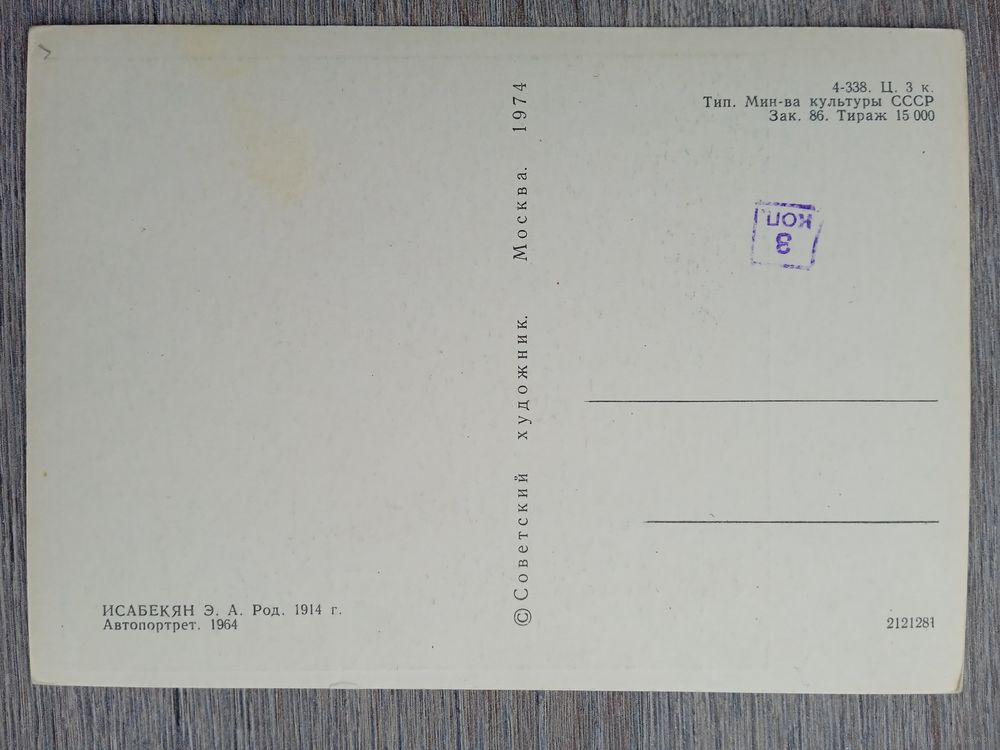 4-338. Ц. 3 к.
Тип. Мин-ва культуры СССР
Зак. 86. Тираж 15 000
3
КОП.
© Советский художник. Москва. 1974
ИСАБЕКЯН Э. А. Род. 1914 г.
Автопортрет. 1964
2121281